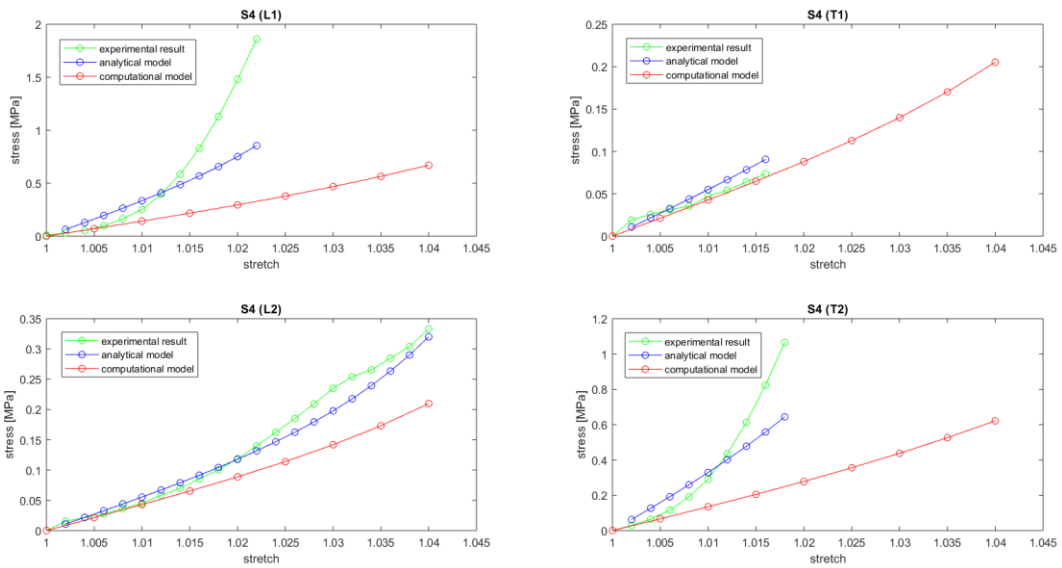 S4 (L1)
2
1.5
1
0.5
0
stress [MPa]
experimental result
analytical model
computational model
1 1.005 1.01 1.015 1.02 1.025 1.03 1.035 1.04 1.045
stretch
S4 (T1)
0.25
0.2
0.15
0.1
0.05
0
stress [MPa]
experimental result
analytical model
computational model
1 1.005 1.01 1.015 1.02 1.025 1.03 1.035 1.04 1.045
stretch
S4 (L2)
0.35
0.3
0.25
0.2
0.15
0.1
0.05
0
stress [MPa]
experimental result
analytical model
computational model
1 1.005 1.01 1.015 1.02 1.025 1.03 1.035 1.04 1.045
stretch
S4 (T2)
1.2
1
0.8
0.6
0.4
0.2
0
stress [MPa]
experimental result
analytical model
computational model
1 1.005 1.01 1.015 1.02 1.025 1.03 1.035 1.04 1.045
stretch